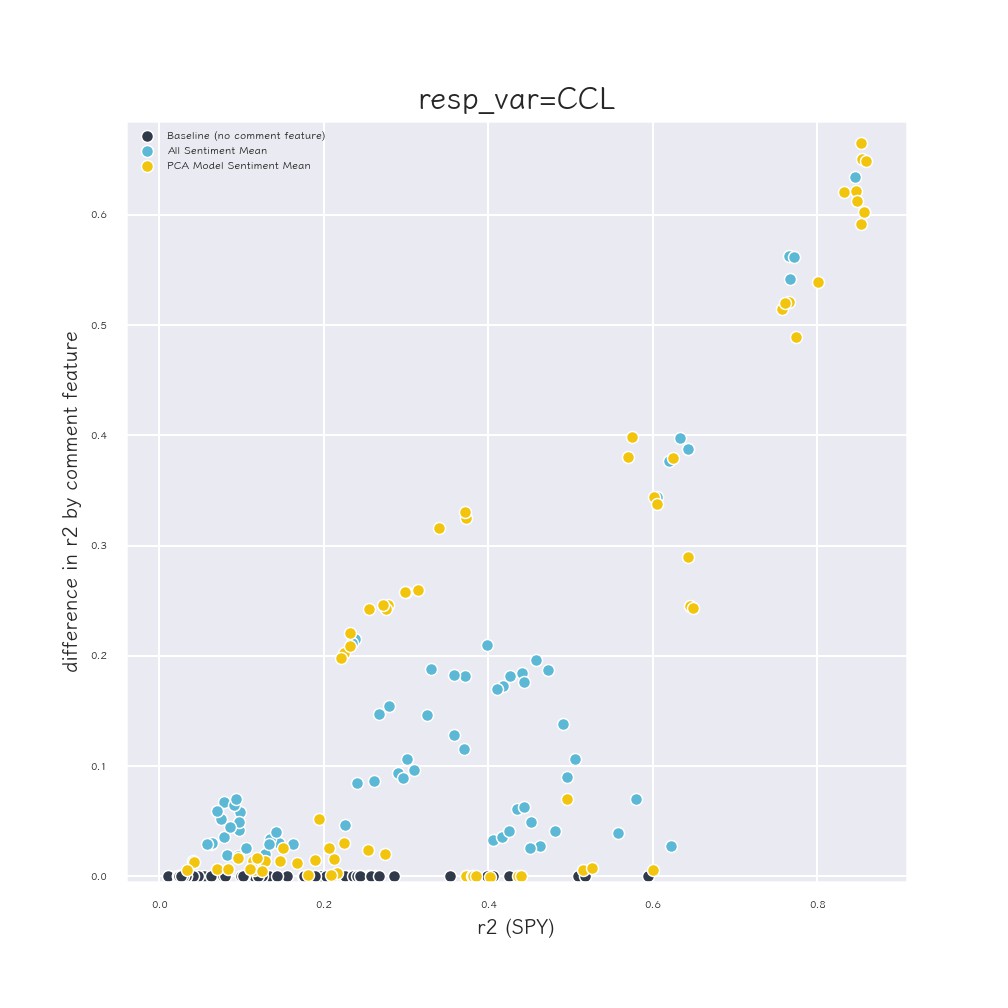 resp_var=CCL
Baseline (no comment feature)
All Sentiment Mean
PCA Model Sentiment Mean
difference in r2 by comment feature
0.6
0.5
0.4
0.3
0.2
0.1
0.0
0.0 0.2 0.4 0.6 0.8
r2 (SPY)